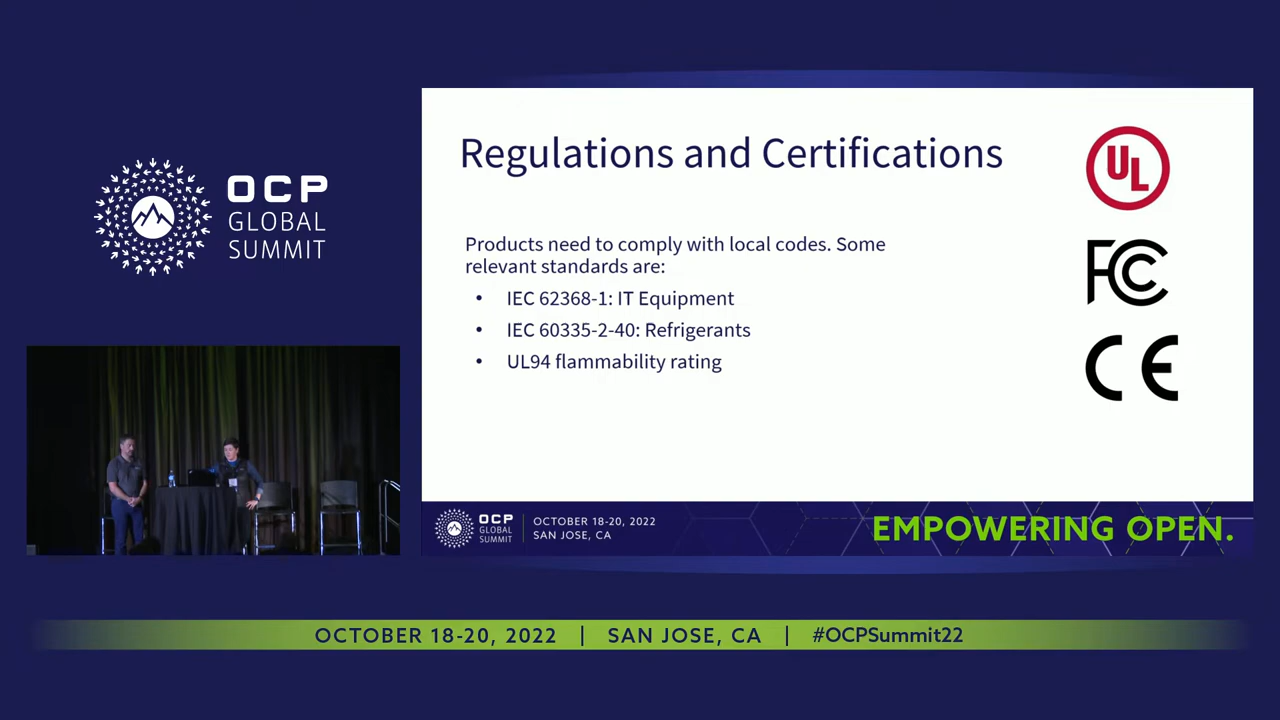 OCP
GLOBAL
SUMMIT
Regulations and Certifications
Products need to comply with local codes. Some
relevant standards are:
• IEC 62368-1: IT Equipment
• IEC 60335-2-40: Refrigerants
• UL94 flammability rating
UL
FC
CE
OCP
GLOBAL
SUMMIT
OCTOBER 18-20, 2022
SAN JOSE, CA
EMPOWERING OPEN.
OCTOBER 18-20, 2022 | SAN JOSE, CA | #OCPSummit22